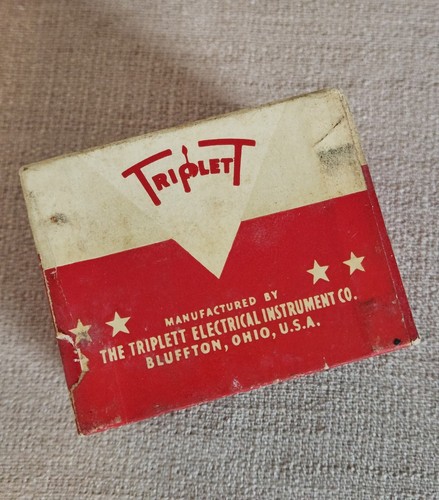 TRIPLETT
MANUFACTURED BY
THE TRIPLETT ELECTRICAL INSTRUMENT CO.
BLUFFTON, OHIO, U.S.A.